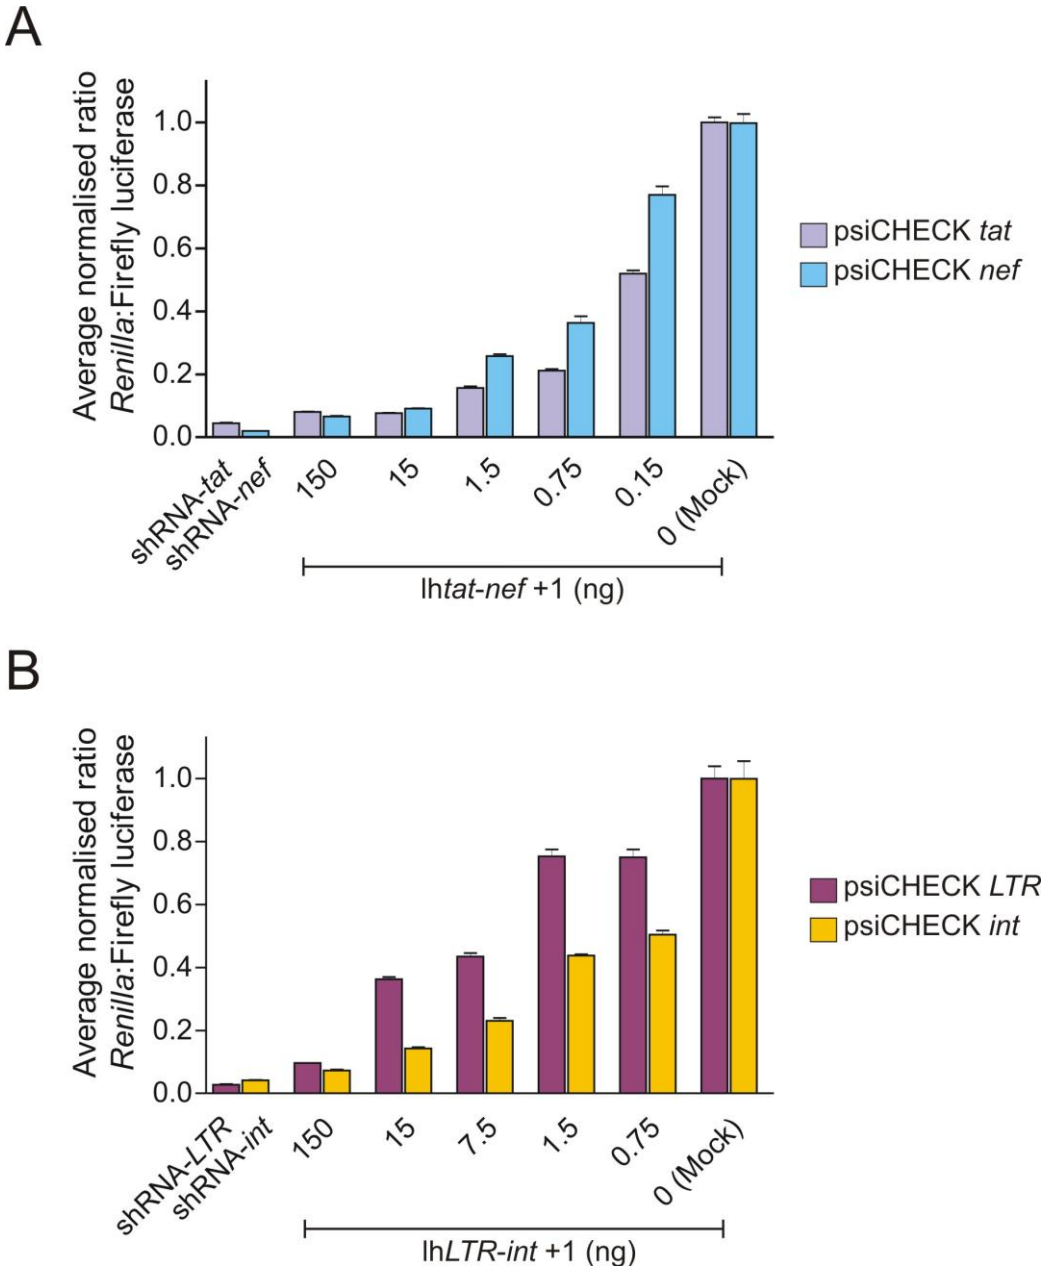 A
Average normalised ratio
Renilla:Firefly luciferase
1.0
0.8
0.6
0.4
0.2
0.0
shRNA-tat
shRNA-nef
150
15
1.5
0.75
0.15
0 (Mock)
lhtat-nef +1 (ng)
psiCHECK tat
psiCHECK nef
B
Average normalised ratio
Renilla:Firefly luciferase
1.0
0.8
0.6
0.4
0.2
0.0
shRNA-LTR
shRNA-int
150
15
7.5
1.5
0.75
0 (Mock)
lhLTR-int +1 (ng)
psiCHECK LTR
psiCHECK int